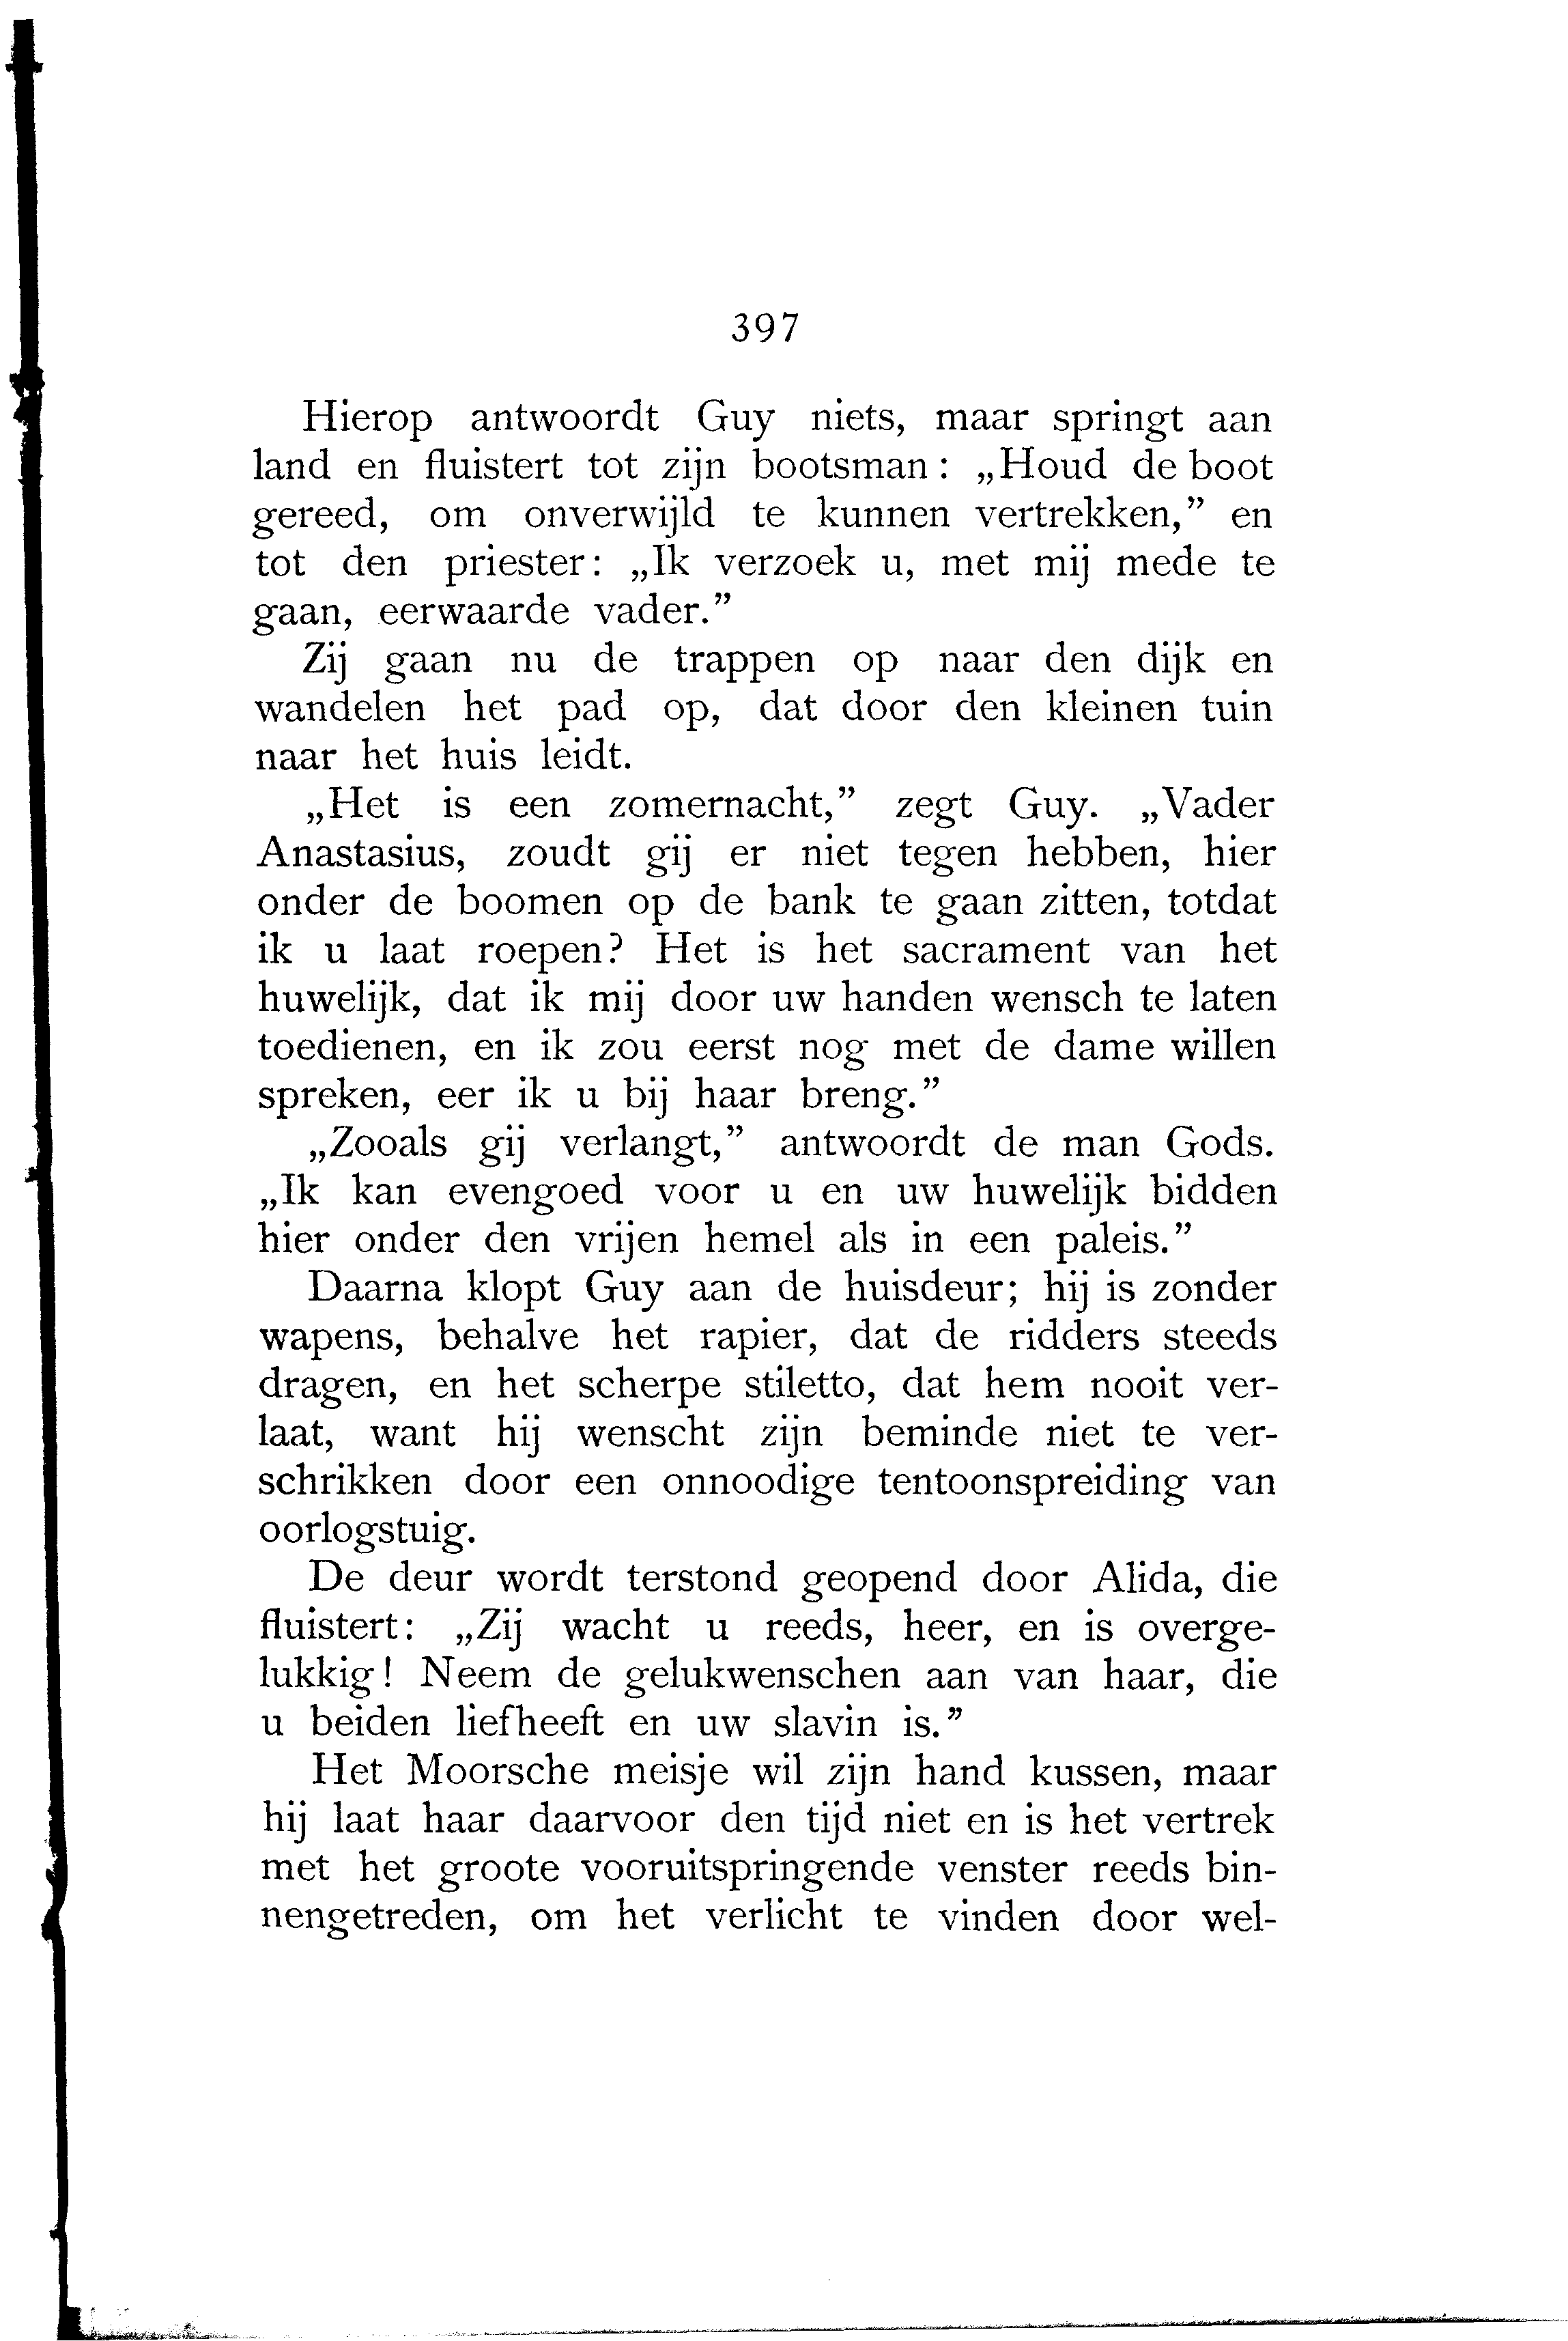 397
Hierop antwoordt Guy niets, maar springt aan
land en fluistert tot zijn bootsman: „Houd de boot
gereed, om onverwijld te kunnen vertrekken,” en
tot den priester: „Ik verzoek u, met mij mede te
gaan, eerwaarde vader.”
Zij gaan nu de trappen op naar den dijk en
wandelen het pad op, dat door den kleinen tuin
naar het huis leidt.
„Het is een zomernacht,” zegt Guy. „Vader
Anastasius, zoudt gij er niet tegen hebben, hier
onder de boomen op de bank te gaan zitten, totdat
ik u laat roepen? Het is het sacrament van het
huwelijk, dat ik mij door uw handen wensch te laten
toedienen, en ik zou eerst nog met de dame willen
spreken, eer ik u bij haar breng.”
„Zooals gij verlangt,” antwoordt de man Gods.
„Ik kan evengoed voor u en uw huwelijk bidden
hier onder den vrijen hemel als in een paleis.”
Daarna klopt Guy aan de huisdeur; hij is zonder
wapens, behalve het rapier, dat de ridders steeds
dragen, en het scherpe stiletto, dat hem nooit ver-
laat, want hij wenscht zijn beminde niet te ver-
schrikken door een onnoodige tentoonspreiding van
oorlogstuig.
De deur wordt terstond geopend door Alida, die
fluistert: „Zij wacht u reeds, heer, en is overge-
lukkig! Neem de gelukwenschen aan van haar, die
u beiden liefheeft en uw slavin is.”
Het Moorsche meisje wil zijn hand kussen, maar
hij laat haar daarvoor den tijd niet en is het vertrek
met het groote vooruitspringende venster reeds bin-
nengetreden, om het verlicht te vinden door wel-